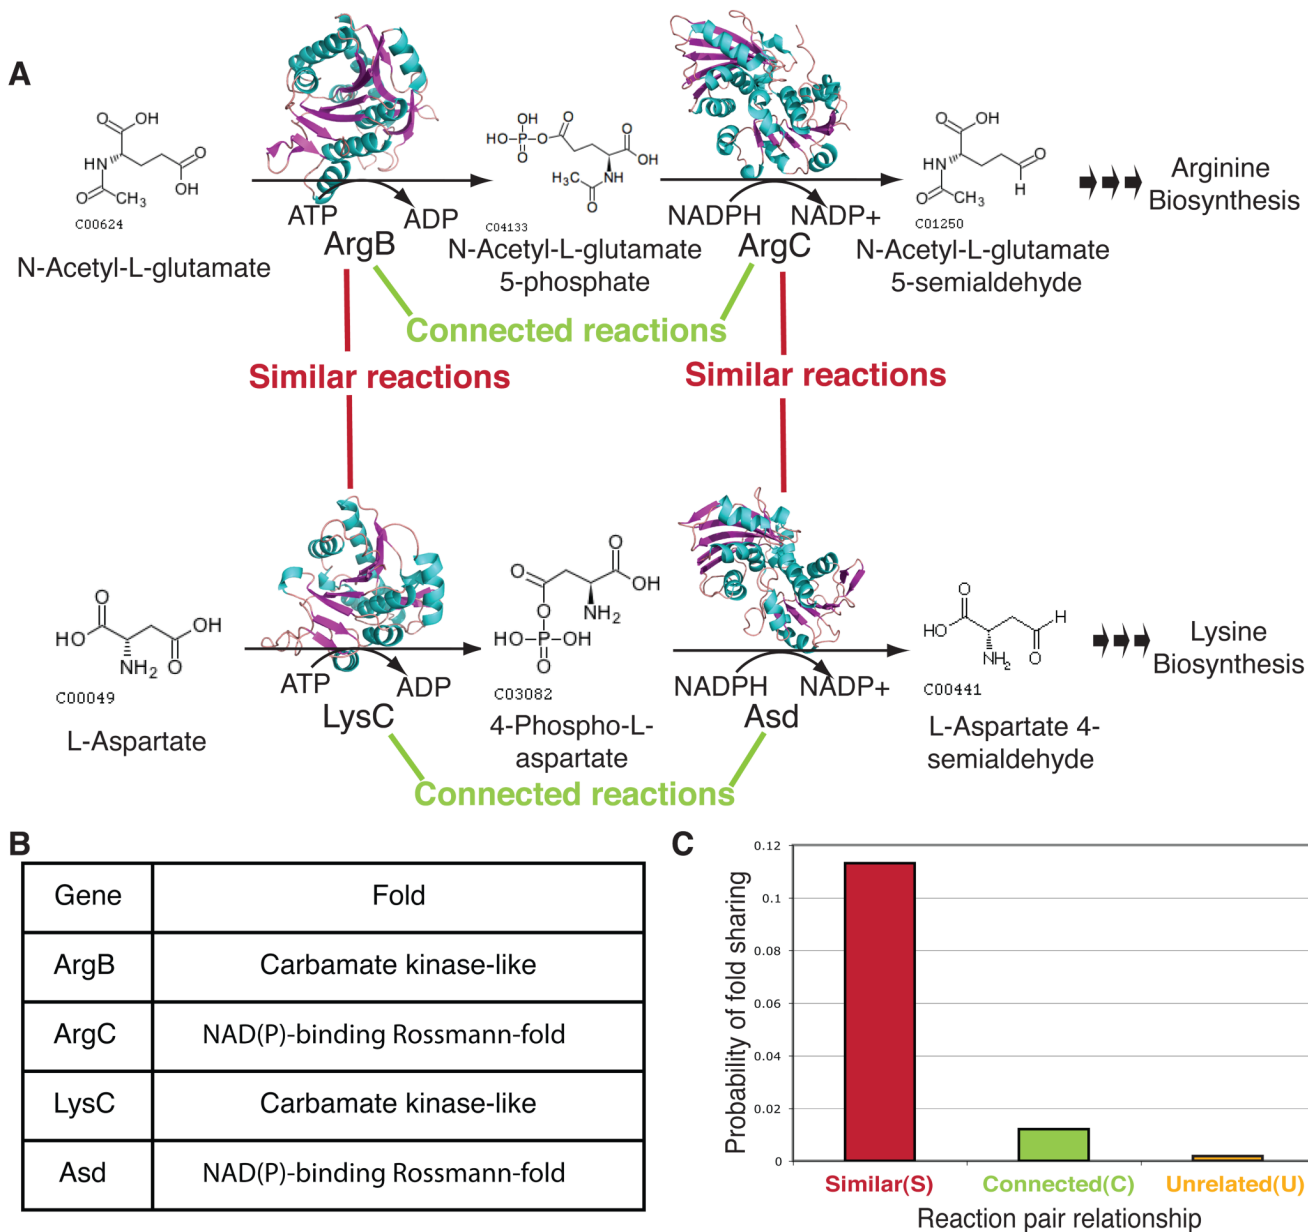 A
OH
O
HN
O
OH
O
CH₃
C00624
N-Acetyl-L-glutamate
ATP
ADP
ArgB
OH
HO-P-O
O
O
O
OH
H₃C
NH
O
C04133
N-Acetyl-L-glutamate
5-phosphate
NADPH
NADP+
ArgC
O
OH
HN
O
H
O
CH₃
C01250
N-Acetyl-L-glutamate
5-semialdehyde
Arginine
Biosynthesis
Connected reactions
Similar reactions
Similar reactions
O
HO
NH₂
OH
O
C00049
L-Aspartate
ATP
ADP
LysC
O
O
OH
O
NH₂
HO
P
OH
O
C03082
4-Phospho-L-
aspartate
NADPH
NADP+
Asd
O
HO
H
NH₂
O
C00441
L-Aspartate 4-
semialdehyde
Lysine
Biosynthesis
Connected reactions
B
Gene Fold
ArgB Carbamate kinase-like
ArgC NAD(P)-binding Rossmann-fold
LysC Carbamate kinase-like
Asd NAD(P)-binding Rossmann-fold
C
Probability of fold sharing
0.12
0.1
0.08
0.06
0.04
0.02
0
Similar(S) Connected(C) Unrelated(U)
Reaction pair relationship